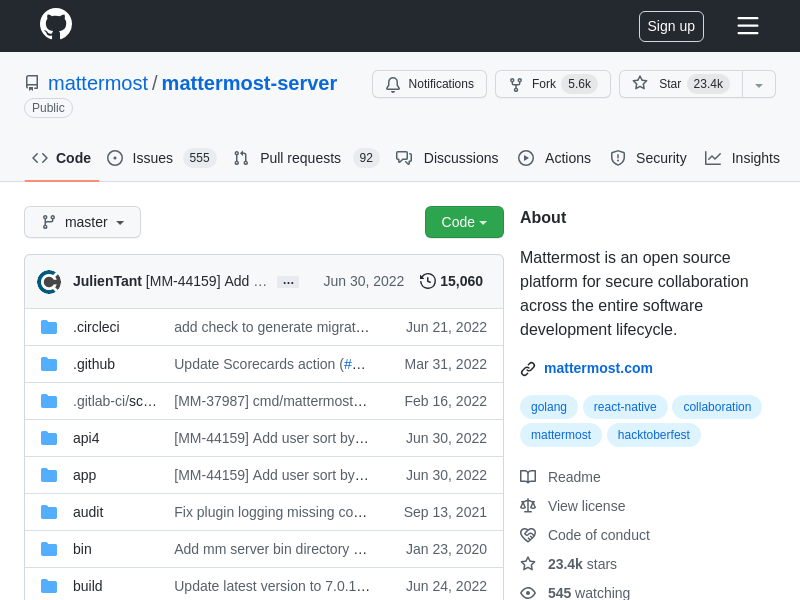 Sign up
mattermost / mattermost-server
Public
Notifications
Fork 5.6k
Star 23.4k
Code
Issues 555
Pull requests 92
Discussions
Actions
Security
Insights
master
Code
JulienTant [MM-44159] Add … ... Jun 30, 2022 15,060
.circleci add check to generate migrat… Jun 21, 2022
.github Update Scorecards action (#… Mar 31, 2022
.gitlab-ci/sc… [MM-37987] cmd/mattermost… Feb 16, 2022
api4 [MM-44159] Add user sort by… Jun 30, 2022
app [MM-44159] Add user sort by… Jun 30, 2022
audit Fix plugin logging missing co… Sep 13, 2021
bin Add mm server bin directory … Jan 23, 2020
build Update latest version to 7.0.1… Jun 24, 2022
About
Mattermost is an open source
platform for secure collaboration
across the entire software
development lifecycle.
mattermost.com
golang react-native collaboration
mattermost hacktoberfest
Readme
View license
Code of conduct
23.4k stars
545 watching